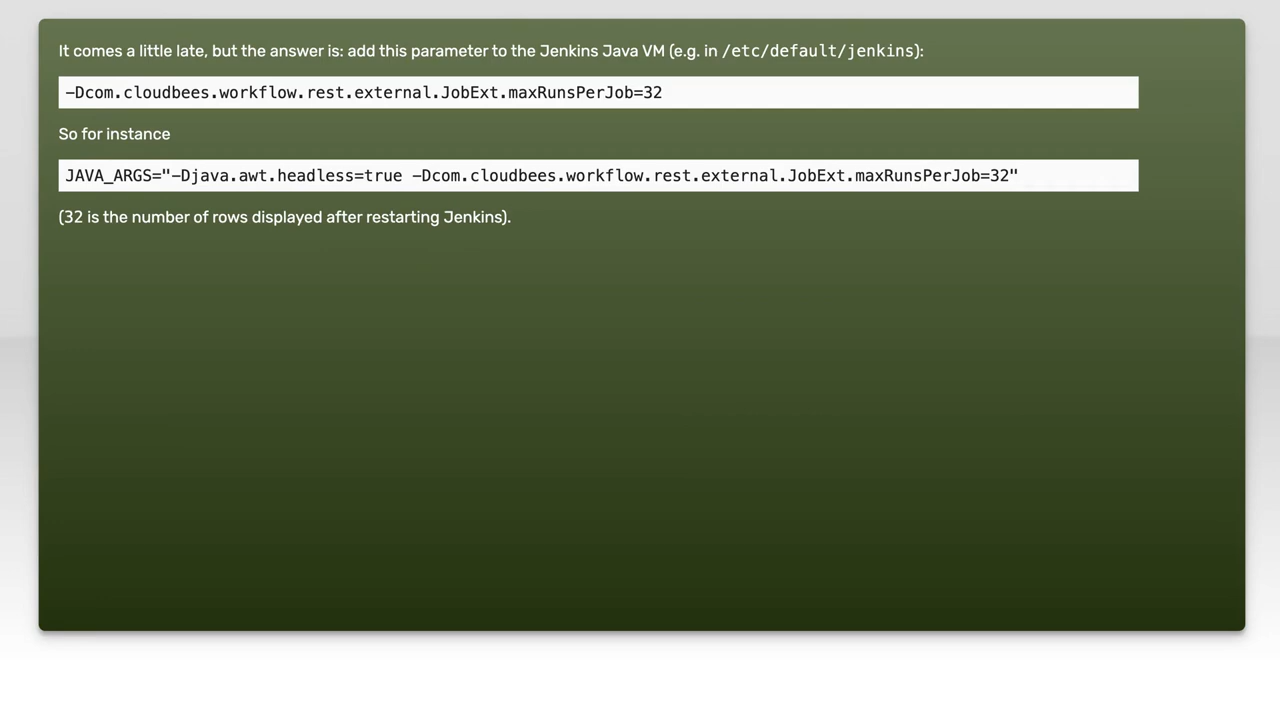 It comes a little late, but the answer is: add this parameter to the Jenkins Java VM (e.g. in /etc/default/jenkins):
-Dcom.cloudbees.workflow.rest.external.JobExt.maxRunsPerJob=32
So for instance
JAVA_ARGS="-Djava.awt.headless=true -Dcom.cloudbees.workflow.rest.external.JobExt.maxRunsPerJob=32"
(32 is the number of rows displayed after restarting Jenkins).